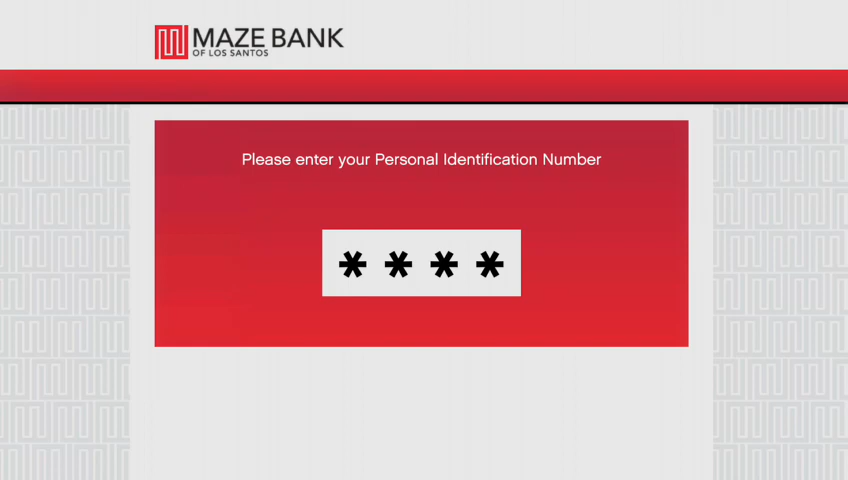 MAZE BANK
OF LOS SANTOS
Please enter your Personal Identification Number
* * * *